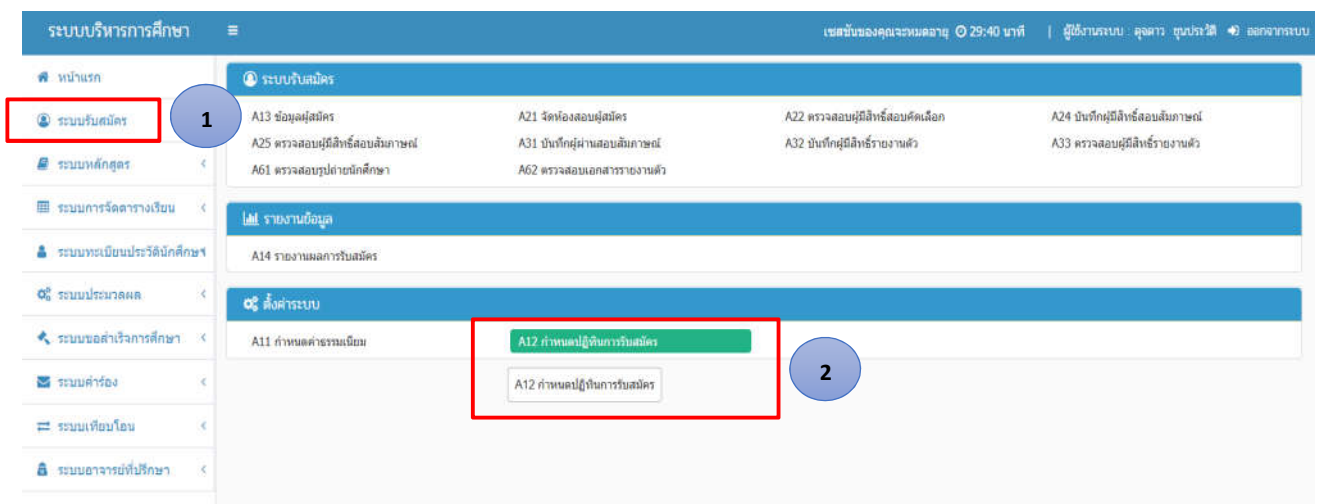 ระบบบริหารการศึกษา
เซสชันของคุณจะหมดอายุ 29:40 นาที | ผู้ใช้งานระบบ : ดุจดาว ขุนประวัติ ออกจากระบบ
หน้าแรก
ระบบรับสมัคร
1
ระบบหลักสูตร
ระบบการจัดตารางเรียน
ระบบทะเบียนประวัตินักศึกษา
ระบบประมวลผล
ระบบขอสำเร็จการศึกษา
ระบบคำร้อง
ระบบเทียบโอน
ระบบอาจารย์ที่ปรึกษา
ระบบรับสมัคร
A13 ข้อมูลผู้สมัคร A21 จัดห้องสอบผู้สมัคร A22 ตรวจสอบผู้มีสิทธิ์สอบคัดเลือก A24 บันทึกผู้มีสิทธิ์สอบสัมภาษณ์
A25 ตรวจสอบผู้มีสิทธิ์สอบสัมภาษณ์ A31 บันทึกผู้ผ่านสอบสัมภาษณ์ A32 บันทึกผู้มีสิทธิ์รายงานตัว A33 ตรวจสอบผู้มีสิทธิ์รายงานตัว
A61 ตรวจสอบรูปถ่ายนักศึกษา A62 ตรวจสอบเอกสารรายงานตัว
รายงานข้อมูล
A14 รายงานผลการรับสมัคร
ตั้งค่าระบบ
A11 กำหนดค่าธรรมเนียม A12 กำหนดปฏิทินการรับสมัคร
A12 กำหนดปฏิทินการรับสมัคร
2